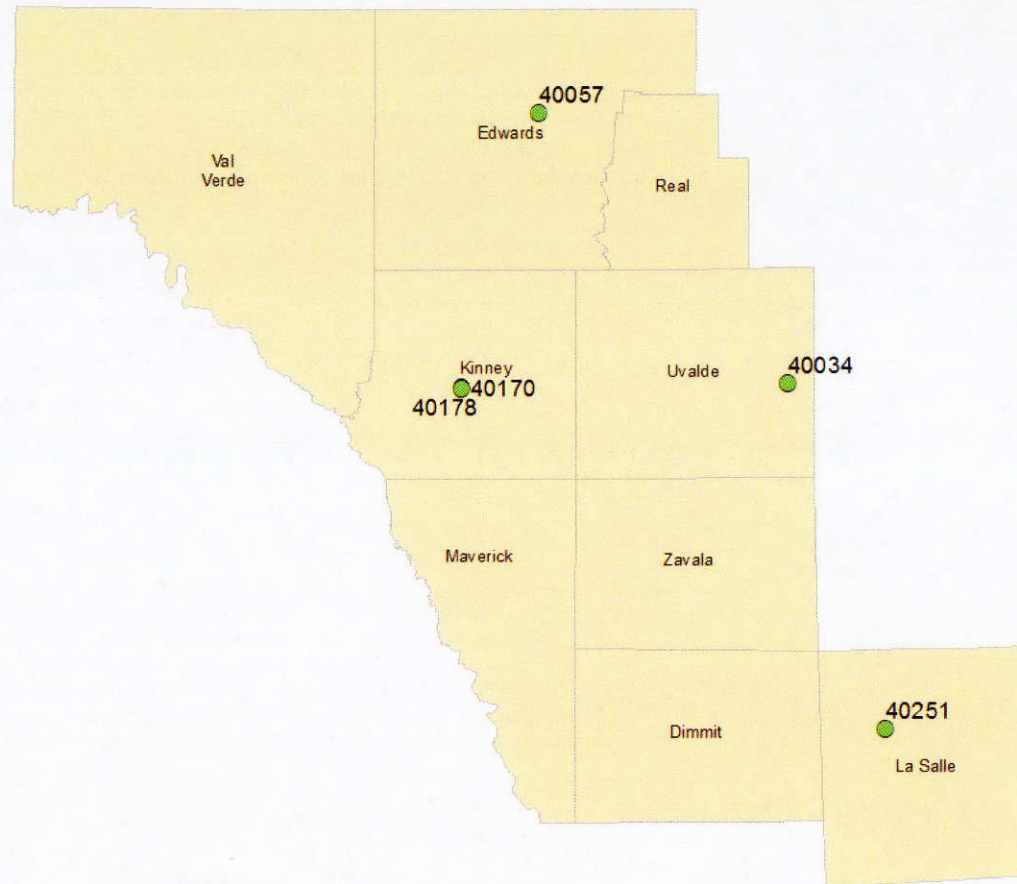 40057
Edwards
Val
Verde
Real
Kinney
40170
40178
Uvalde
40034
Maverick
Zavala
Dimmit
40251
La Salle